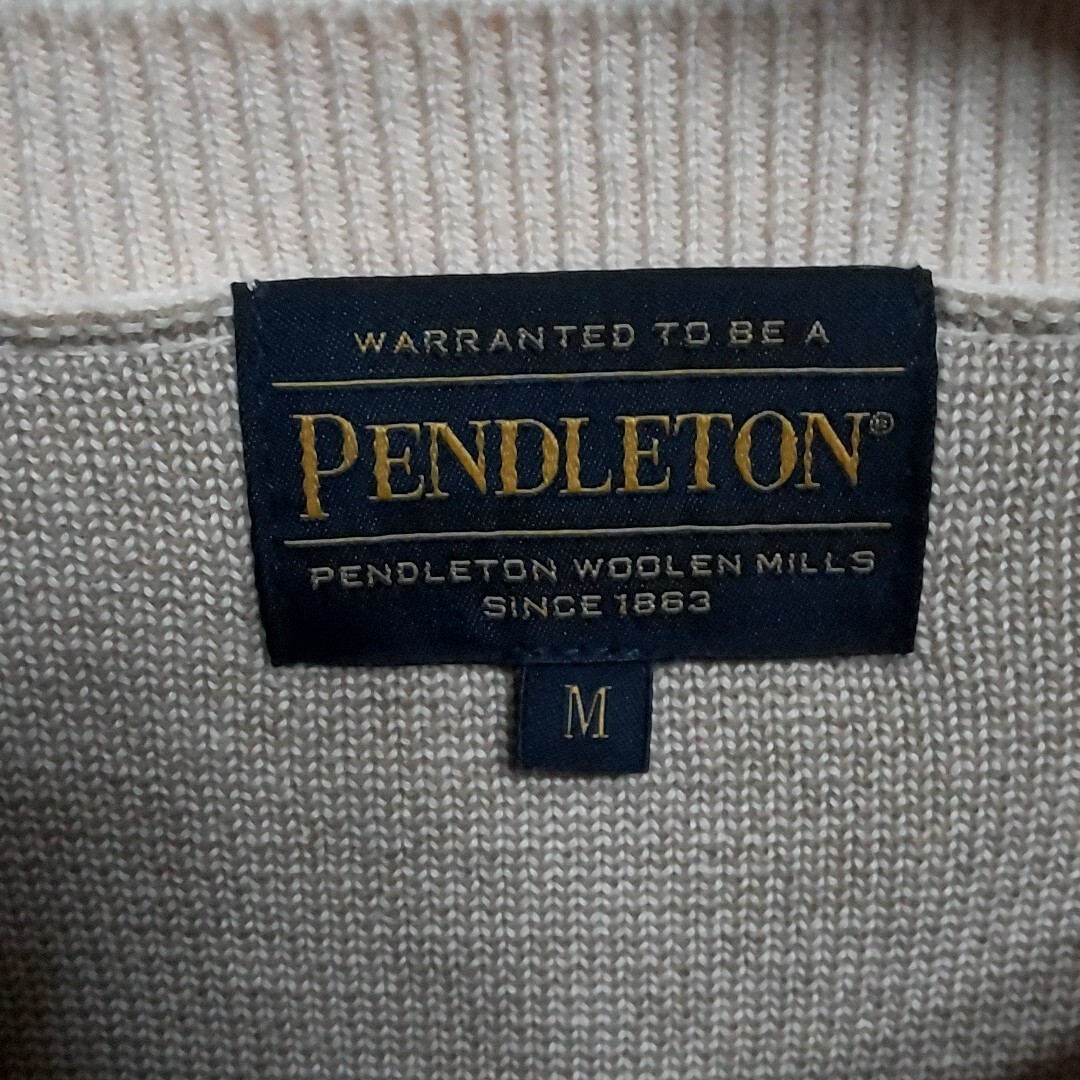 WARRANTED TO BE A
PENDLETON®
PENDLETON WOOLEN MILLS
SINCE 1863
M